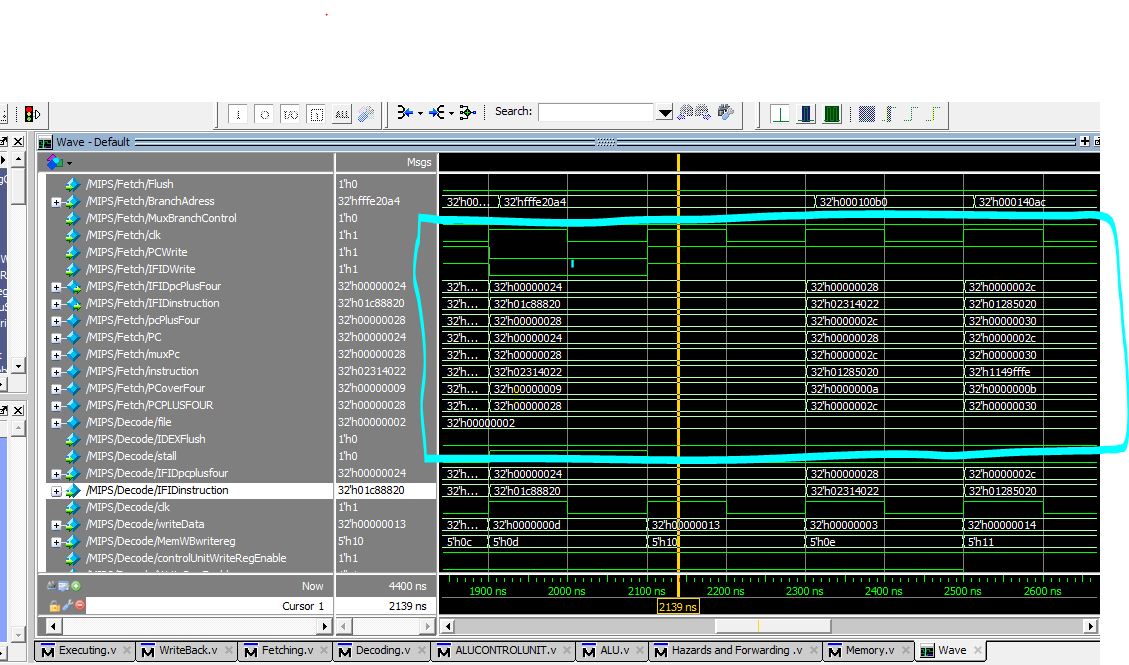 ALL
Search:
Wave - Default
Msgs
/MIPS/Fetch/Flush 1'h0
/MIPS/Fetch/BranchAdress 32'hfffe20a4 32'h00... 32'hfffe20a4 32'h000100b0 32'h000140ac
/MIPS/Fetch/MuxBranchControl 1'h0
/MIPS/Fetch/clk 1'h1
/MIPS/Fetch/PCWrite 1'h1
/MIPS/Fetch/IFIDWrite 1'h1
/MIPS/Fetch/IFIDpcPlusFour 32'h00000024 32'h... 32'h00000024 32'h00000028 32'h0000002c
/MIPS/Fetch/IFIDinstruction 32'h01c88820 32'h... 32'h01c88820 32'h02314022 32'h01285020
/MIPS/Fetch/pcPlusFour 32'h00000028 32'h... 32'h00000028 32'h0000002c 32'h00000030
/MIPS/Fetch/PC 32'h00000024 32'h... 32'h00000024 32'h00000028 32'h0000002c
/MIPS/Fetch/muxPc 32'h00000028 32'h... 32'h00000028 32'h0000002c 32'h00000030
/MIPS/Fetch/instruction 32'h02314022 32'h... 32'h02314022 32'h01285020 32'h1149fffe
/MIPS/Fetch/PCoverFour 32'h00000009 32'h... 32'h00000009 32'h0000000a 32'h0000000b
/MIPS/Fetch/PCPLUSFOUR 32'h00000028 32'h... 32'h00000028 32'h0000002c 32'h00000030
/MIPS/Decode/file 32'h00000002 32'h00000002
/MIPS/Decode/IDEXFlush 1'h0
/MIPS/Decode/stall 1'h0
/MIPS/Decode/IFIDpcplusfour 32'h00000024 32'h... 32'h00000024 32'h00000028 32'h0000002c
/MIPS/Decode/IFIDinstruction 32'h01c88820 32'h... 32'h01c88820 32'h02314022 32'h01285020
/MIPS/Decode/clk 1'h1
/MIPS/Decode/writeData 32'h00000013 32'h... 32'h0000000d 32'h00000013 32'h00000003 32'h00000014
/MIPS/Decode/MemWBwritereg 5'h10 5'h0c 5'h0d 5'h10 5'h0e 5'h11
/MIPS/Decode/controlUnitWriteRegEnable 1'h1
Now 4400 ns 1900 ns 2000 ns 2100 ns 2200 ns 2300 ns 2400 ns 2500 ns 2600 ns
Cursor 1 2139 ns 2139 ns
Executing.v WriteBack.v Fetching.v Decoding.v ALUCONTROLUNIT.v ALU.v Hazards and Forwarding .v Memory.v Wave